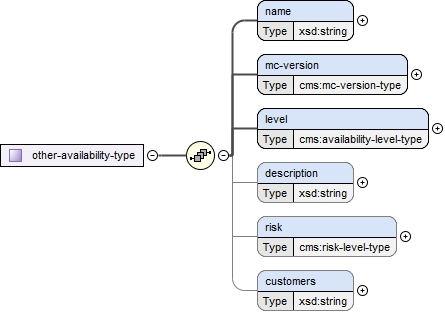 name
Type xsd:string
mc-version
Type cms:mc-version-type
level
Type cms:availability-level-type
other-availability-type
description
Type xsd:string
risk
Type cms:risk-level-type
customers
Type xsd:string